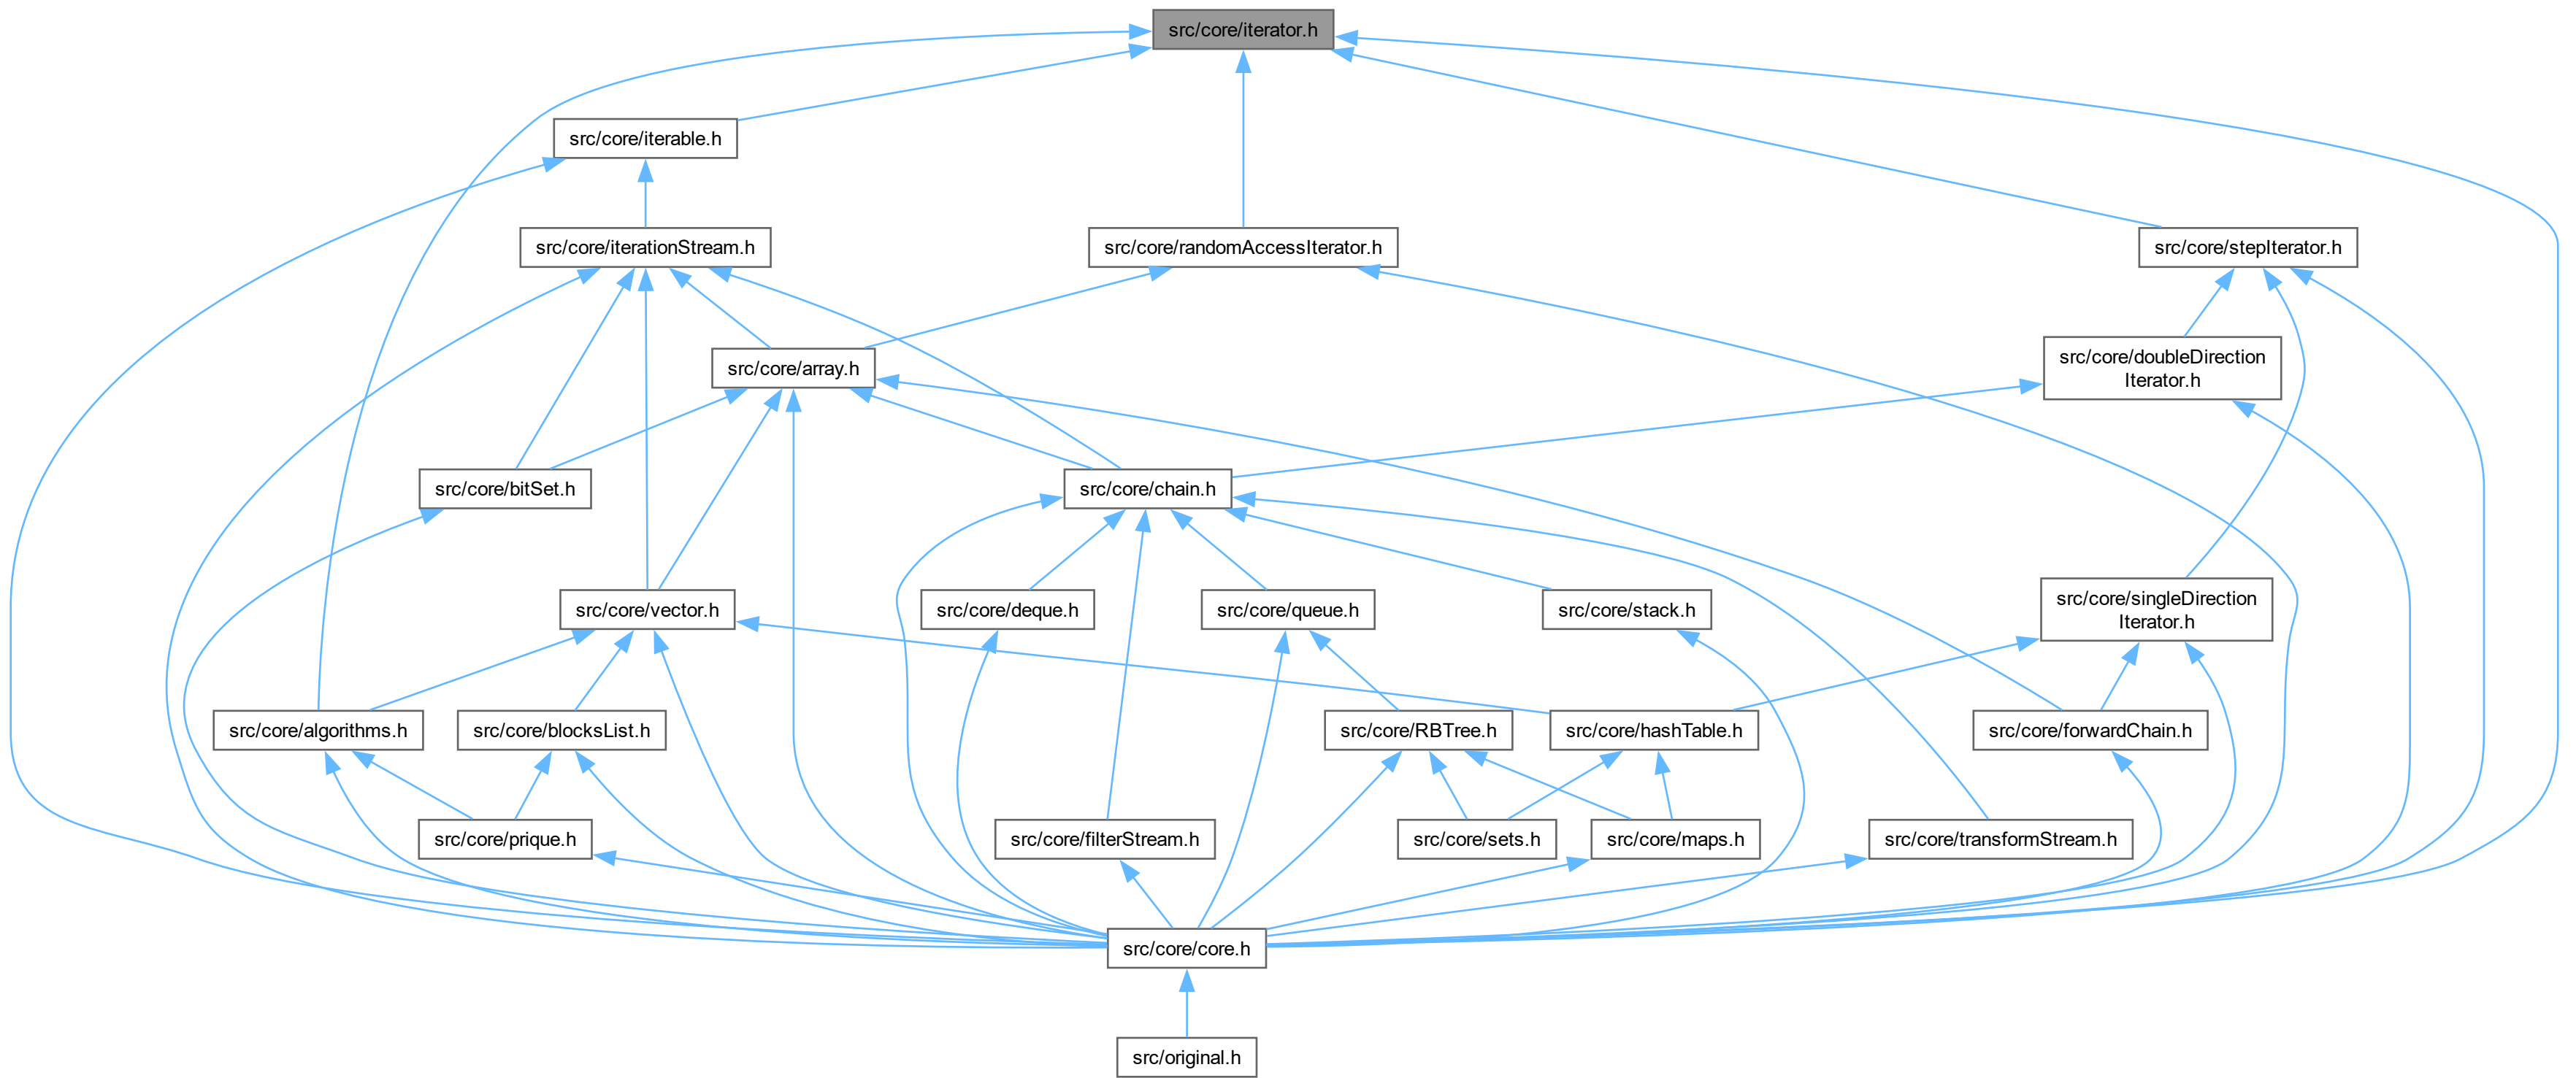 src/core/iterator.h
src/core/iterable.h
src/core/iterationStream.h
src/core/randomAccessIterator.h
src/core/stepIterator.h
src/core/array.h
src/core/doubleDirection
Iterator.h
src/core/bitSet.h
src/core/chain.h
src/core/vector.h
src/core/deque.h
src/core/queue.h
src/core/stack.h
src/core/singleDirection
Iterator.h
src/core/algorithms.h
src/core/blocksList.h
src/core/RBTree.h
src/core/hashTable.h
src/core/forwardChain.h
src/core/prique.h
src/core/filterStream.h
src/core/sets.h
src/core/maps.h
src/core/transformStream.h
src/core/core.h
src/original.h